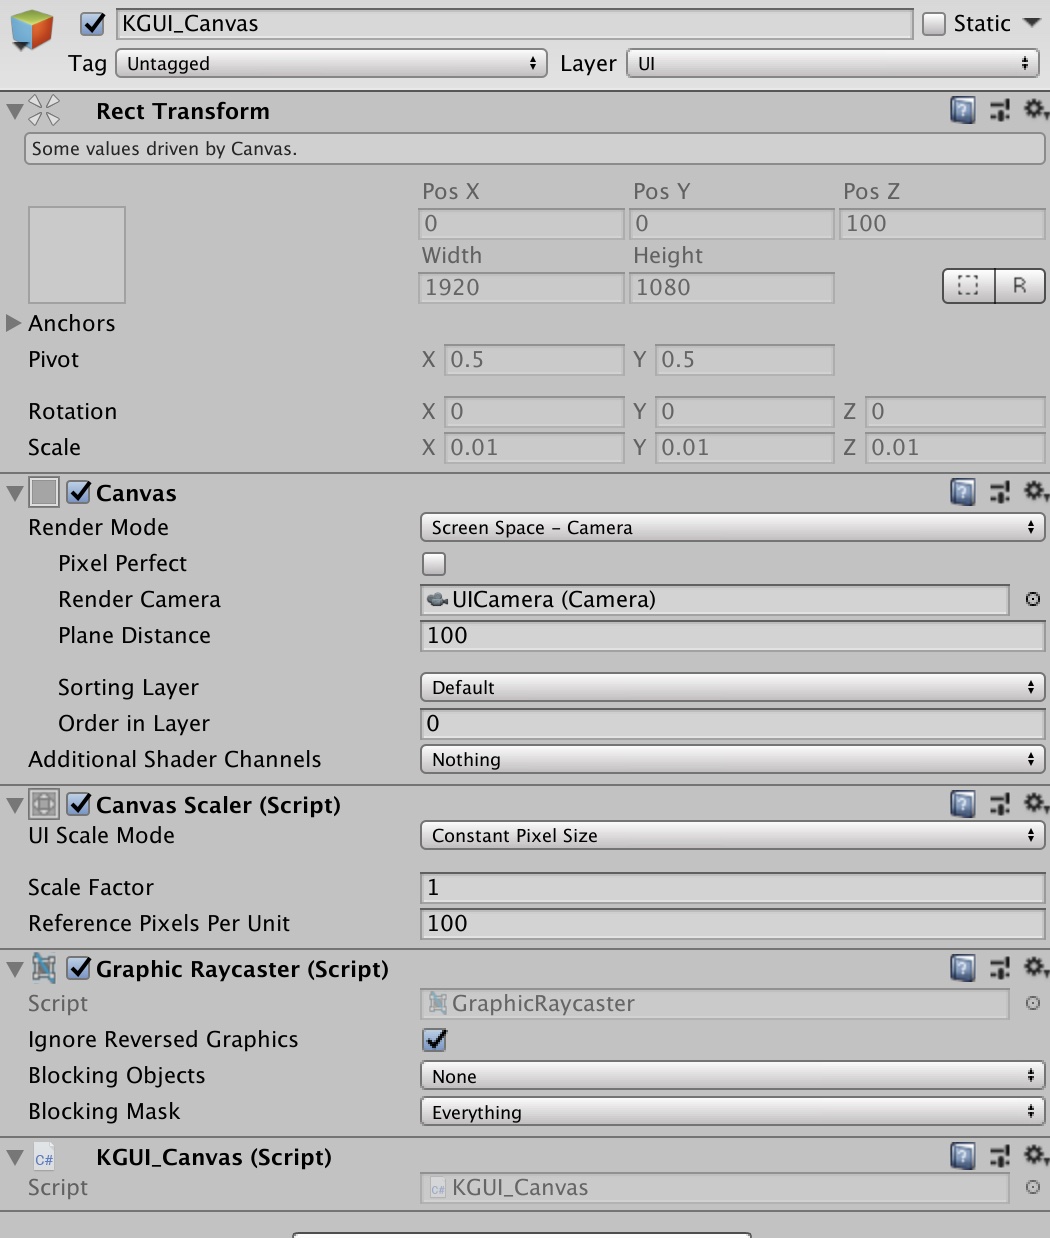 KGUI_Canvas Static
Tag Untagged Layer UI
Rect Transform
Some values driven by Canvas.
Pos X Pos Y Pos Z
0 0 100
Width Height
1920 1080 R
Anchors
Pivot X 0.5 Y 0.5
Rotation X 0 Y 0 Z 0
Scale X 0.01 Y 0.01 Z 0.01
Canvas
Render Mode Screen Space - Camera
Pixel Perfect
Render Camera UICamera (Camera)
Plane Distance 100
Sorting Layer Default
Order in Layer 0
Additional Shader Channels Nothing
Canvas Scaler (Script)
UI Scale Mode Constant Pixel Size
Scale Factor 1
Reference Pixels Per Unit 100
Graphic Raycaster (Script)
Script GraphicRaycaster
Ignore Reversed Graphics
Blocking Objects None
Blocking Mask Everything
C# KGUI_Canvas (Script)
Script C# KGUI_Canvas